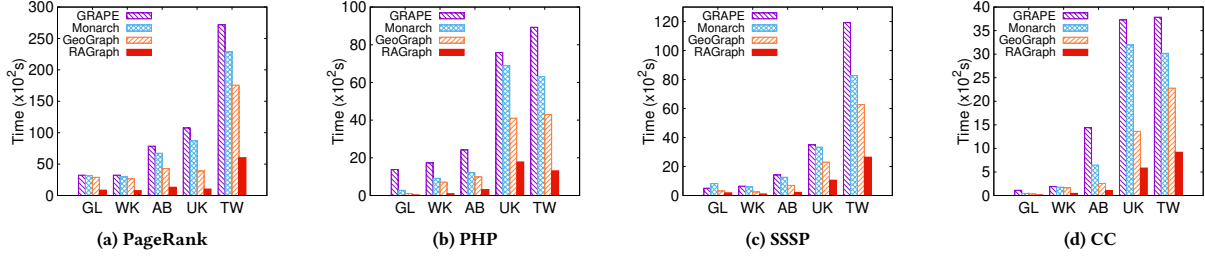 300
250
200
150
100
50
0
Time (x10²s)
GRAPE
Monarch
GeoGraph
RAGraph
GL WK AB UK TW
(a) PageRank
100
80
60
40
20
0
Time (x10²s)
GRAPE
Monarch
GeoGraph
RAGraph
GL WK AB UK TW
(b) PHP
120
100
80
60
40
20
0
Time (x10²s)
GRAPE
Monarch
GeoGraph
RAGraph
GL WK AB UK TW
(c) SSSP
40
35
30
25
20
15
10
5
0
Time (x10²s)
GRAPE
Monarch
GeoGraph
RAGraph
GL WK AB UK TW
(d) CC